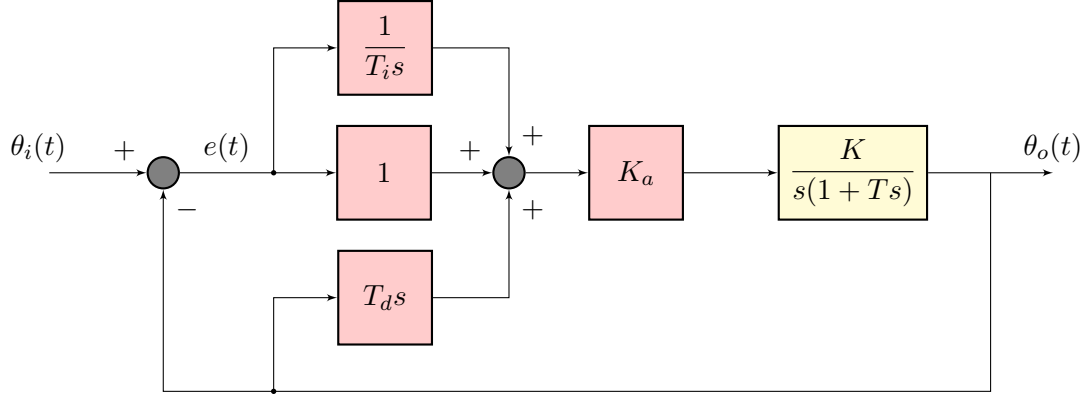 1
T_i s
θ_i(t)
+
e(t)
−
1
+
+
+
K_a
K
s(1 + Ts)
θ_o(t)
T_d s